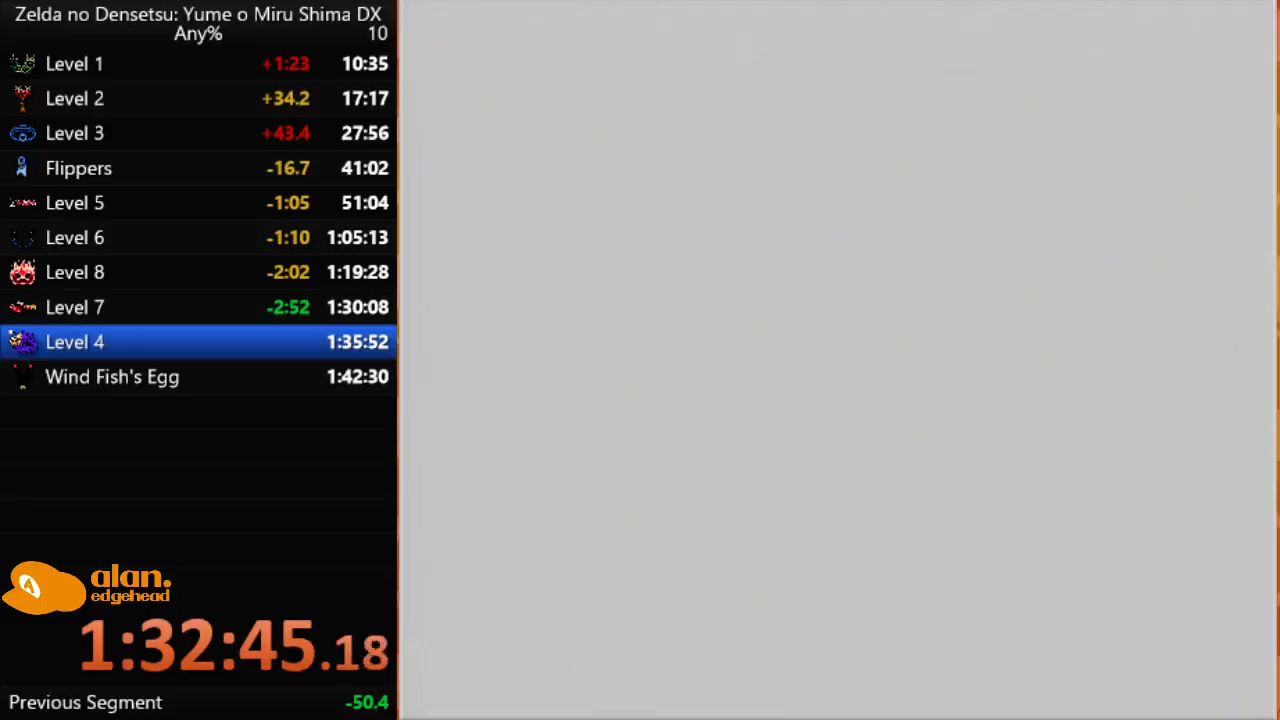 Zelda no Densetsu: Yume o Miru Shima DX
Any% 10
Level 1 +1:23 10:35
Level 2 +34.2 17:17
Level 3 +43.4 27:56
Flippers -16.7 41:02
Level 5 -1:05 51:04
Level 6 -1:10 1:05:13
Level 8 -2:02 1:19:28
Level 7 -2:52 1:30:08
Level 4 1:35:52
Wind Fish's Egg 1:42:30
A
alan.
edgehead
1:32:45.18
Previous Segment -50.4